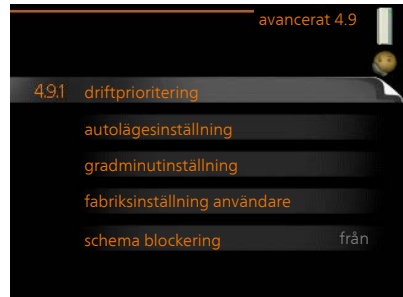 avancerat 4.9
4.9.1 driftprioritering
autolägesinställning
gradminutinställning
fabriksinställning användare
schema blockering från